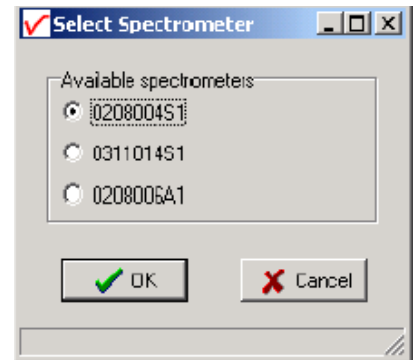 Select Spectrometer
Available spectrometers
0208004S1
0311014S1
0208006A1
OK
Cancel